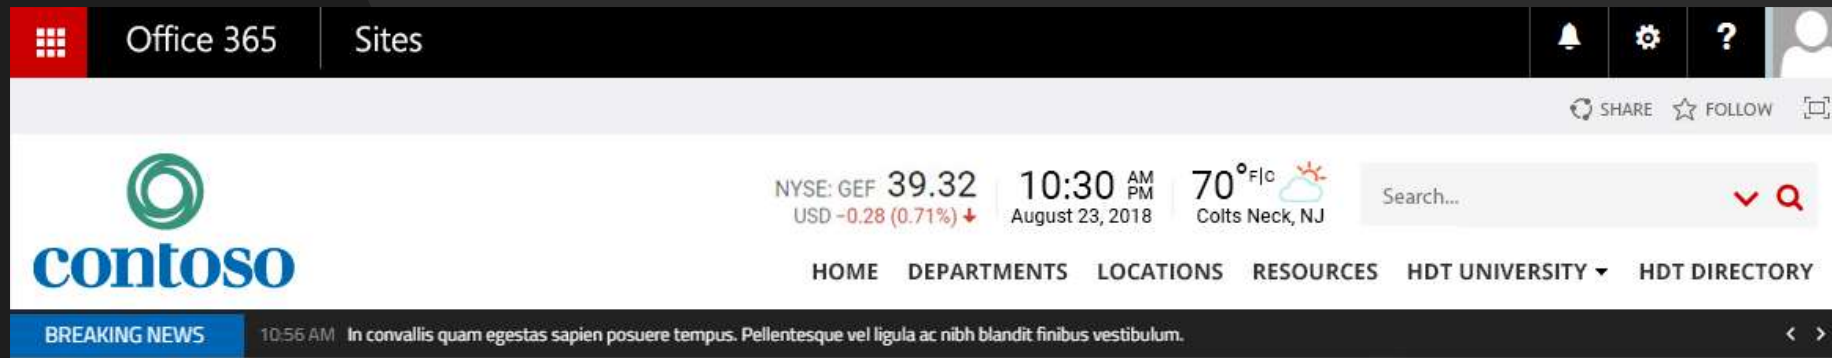 Office 365 Sites ?
SHARE FOLLOW
contoso
NYSE: GEF 39.32
USD -0.28 (0.71%)
10:30 AM PM
August 23, 2018
70° F|C
Colts Neck, NJ
Search...
HOME DEPARTMENTS LOCATIONS RESOURCES HDT UNIVERSITY HDT DIRECTORY
BREAKING NEWS 10:56 AM In convallis quam egestas sapien posuere tempus. Pellentesque vel ligula ac nibh blandit finibus vestibulum.